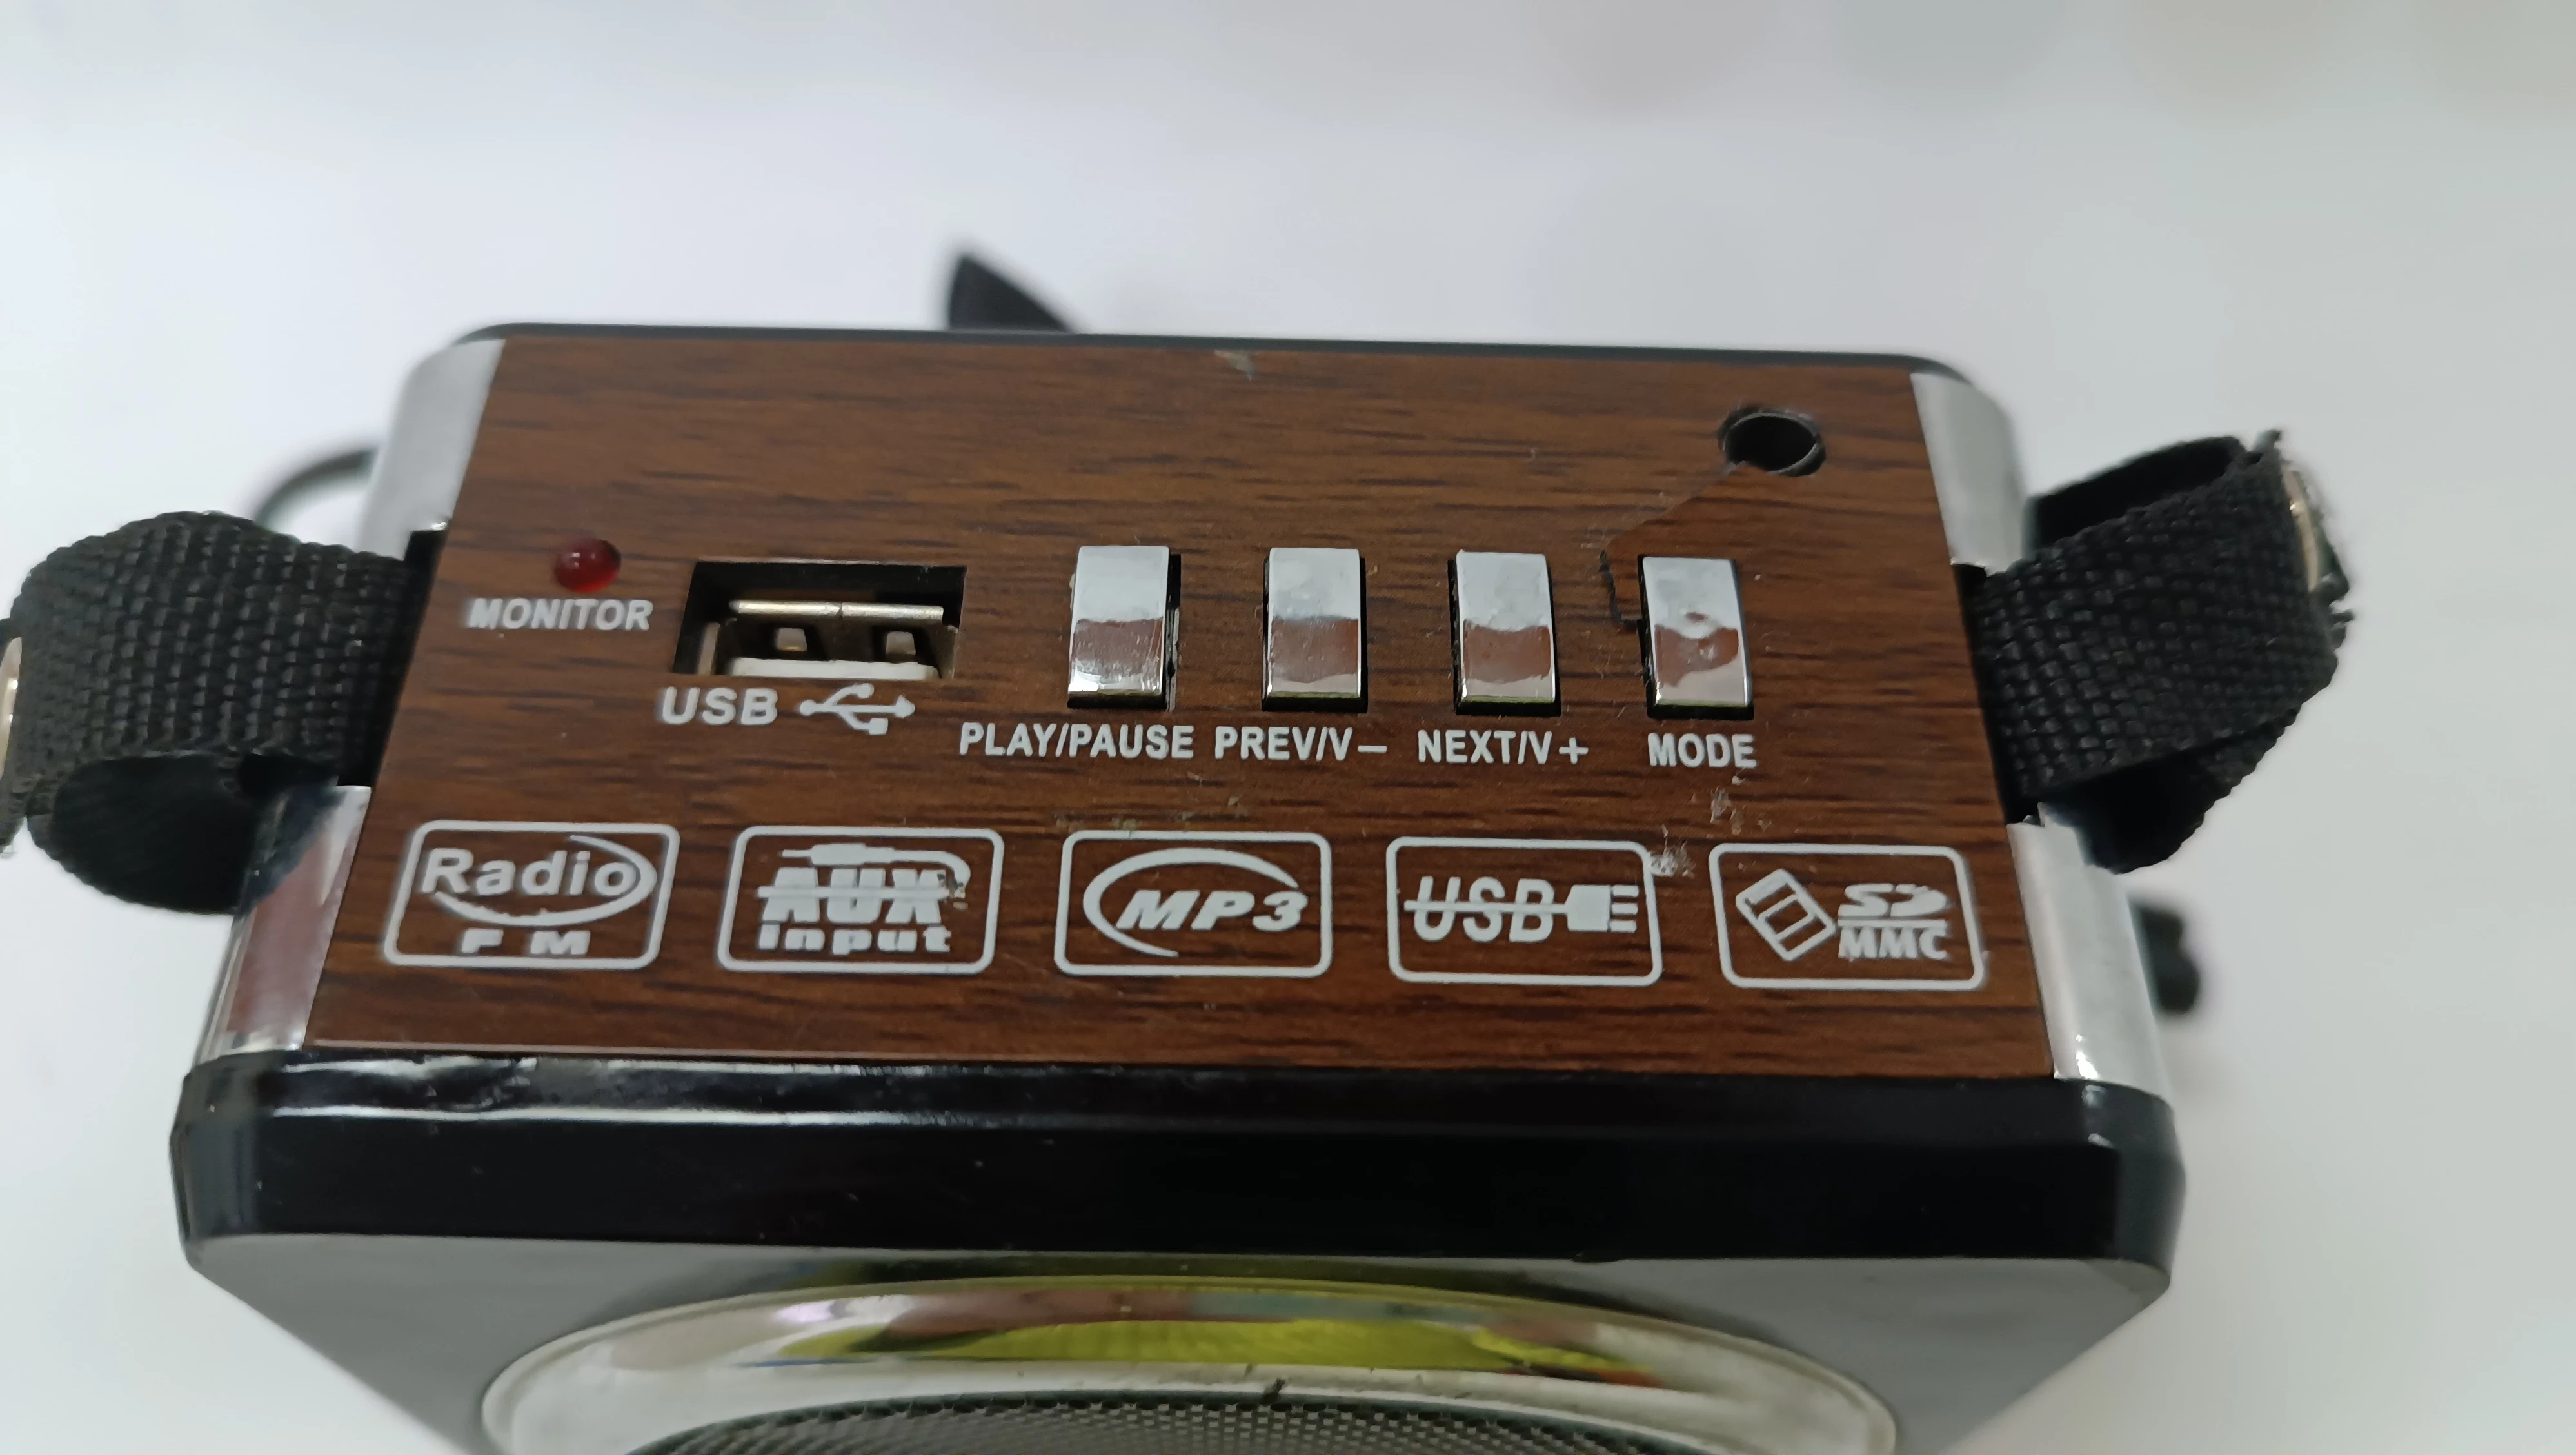 MONITOR
USB
PLAY/PAUSE PREV/V− NEXT/V+ MODE
Radio
FM
AUX
Input
MP3
USB
SD
MMC